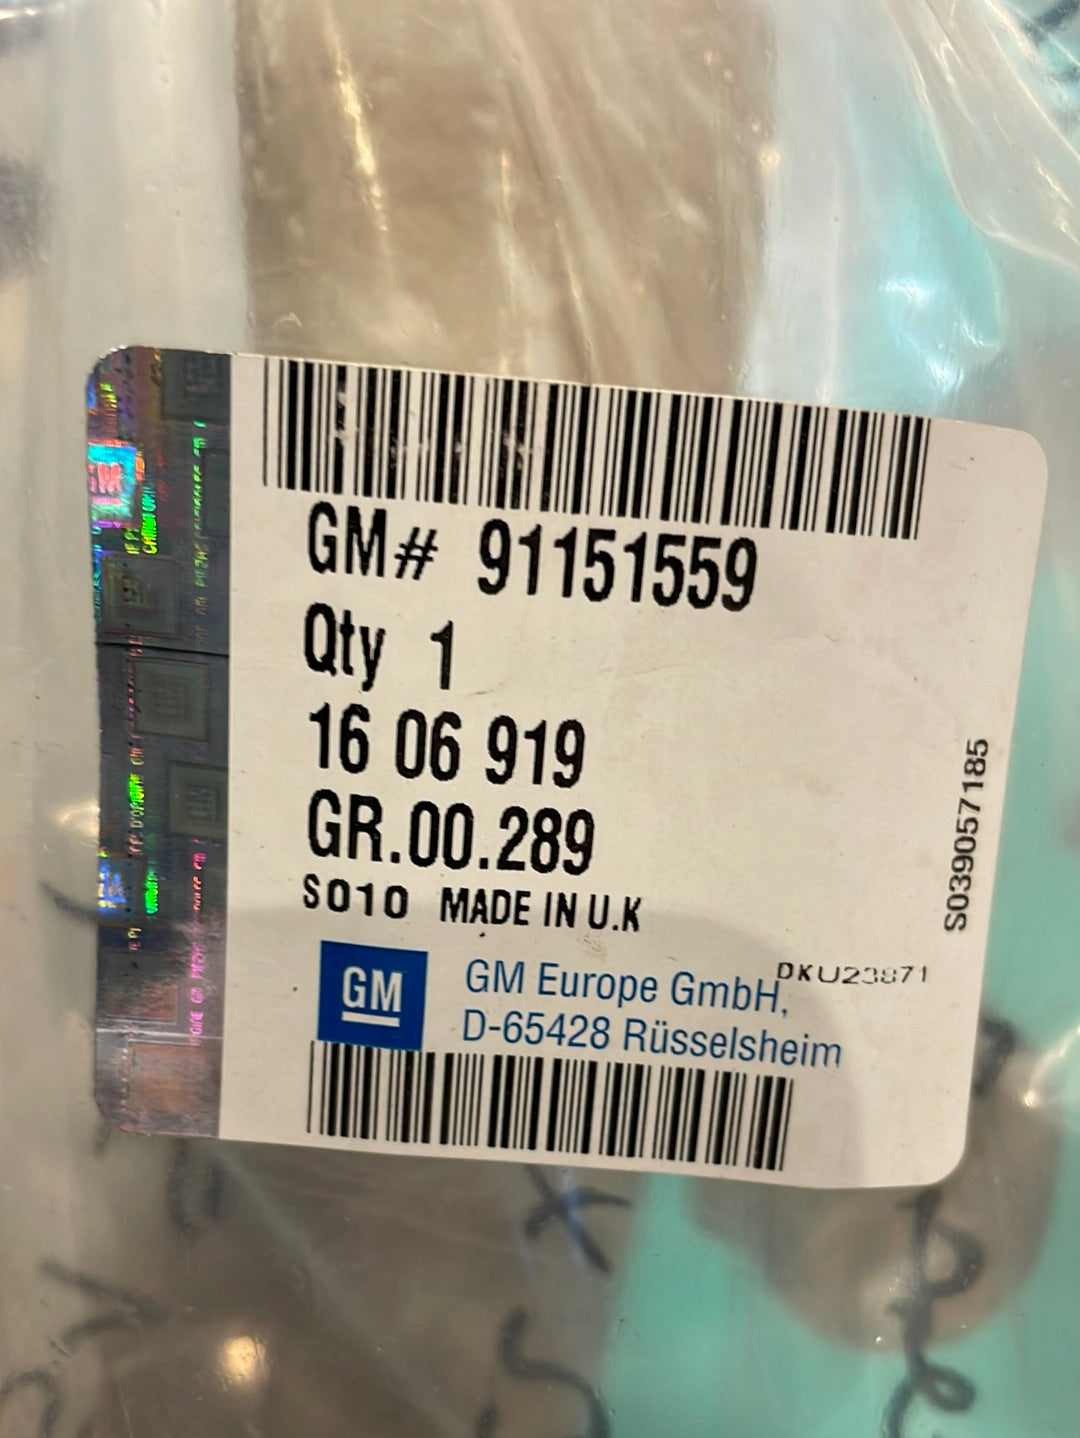 GM# 91151559
Qty 1
16 06 919
GR.00.289
S010 MADE IN U.K
S039057185
DKU23871
GM
GM Europe GmbH,
D-65428 Rüsselsheim
GM